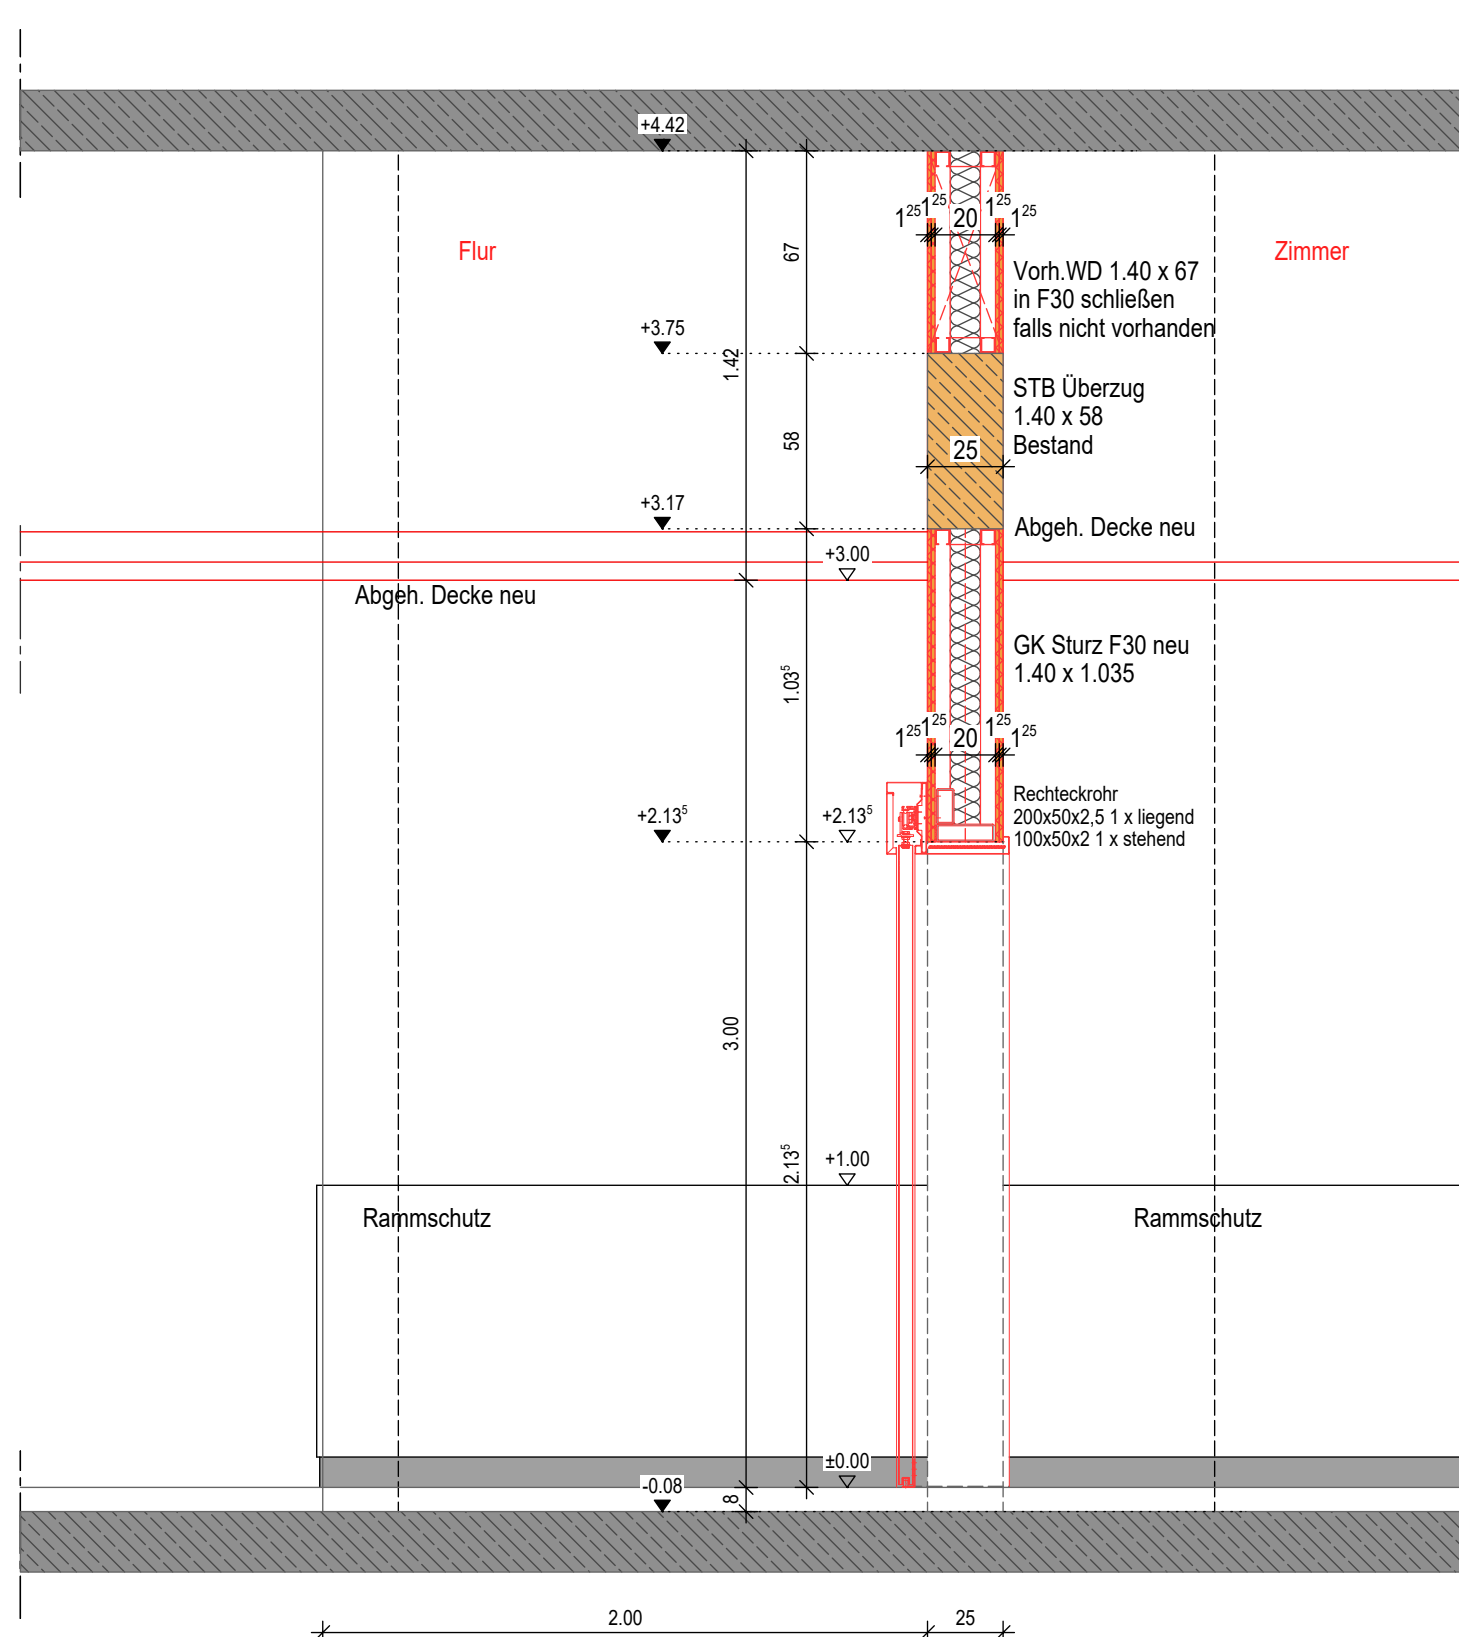 +4.42
1²⁵
1²⁵
20
1²⁵
1²⁵
Flur
67
Zimmer
Vorh.WD 1.40 x 67
in F30 schließen
falls nicht vorhanden
+3.75
1.42
STB Überzug
1.40 x 58
Bestand
58
25
+3.17
Abgeh. Decke neu
+3.00
Abgeh. Decke neu
GK Sturz F30 neu
1.40 x 1.035
1.03⁵
1²⁵
1²⁵
20
1²⁵
1²⁵
Rechteckrohr
200x50x2,5 1 x liegend
100x50x2 1 x stehend
+2.13⁵
+2.13⁵
3.00
2.13⁵
+1.00
Rammschutz
Rammschutz
±0.00
-0.08
8
2.00
25